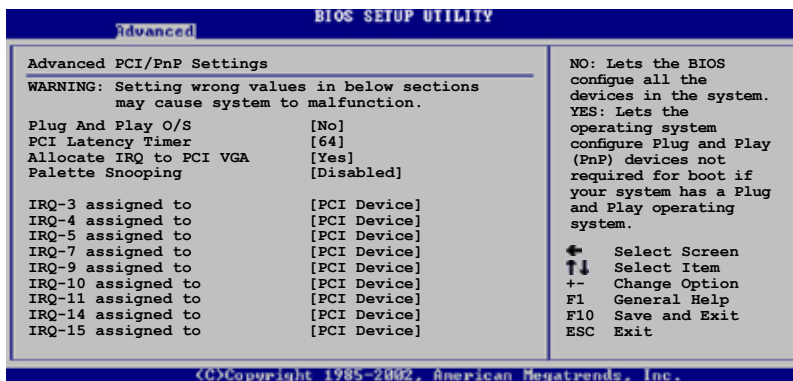 BIOS SETUP UTILITY
Advanced
Advanced PCI/PnP Settings
WARNING: Setting wrong values in below sections
may cause system to malfunction.
Plug And Play O/S [No]
PCI Latency Timer [64]
Allocate IRQ to PCI VGA [Yes]
Palette Snooping [Disabled]
IRQ-3 assigned to [PCI Device]
IRQ-4 assigned to [PCI Device]
IRQ-5 assigned to [PCI Device]
IRQ-7 assigned to [PCI Device]
IRQ-9 assigned to [PCI Device]
IRQ-10 assigned to [PCI Device]
IRQ-11 assigned to [PCI Device]
IRQ-14 assigned to [PCI Device]
IRQ-15 assigned to [PCI Device]
NO: Lets the BIOS
configue all the
devices in the system.
YES: Lets the
operating system
configure Plug and Play
(PnP) devices not
required for boot if
your system has a Plug
and Play operating
system.
← Select Screen
↑↓ Select Item
+- Change Option
F1 General Help
F10 Save and Exit
ESC Exit
(C)Copyright 1985-2002, American Megatrends, Inc.